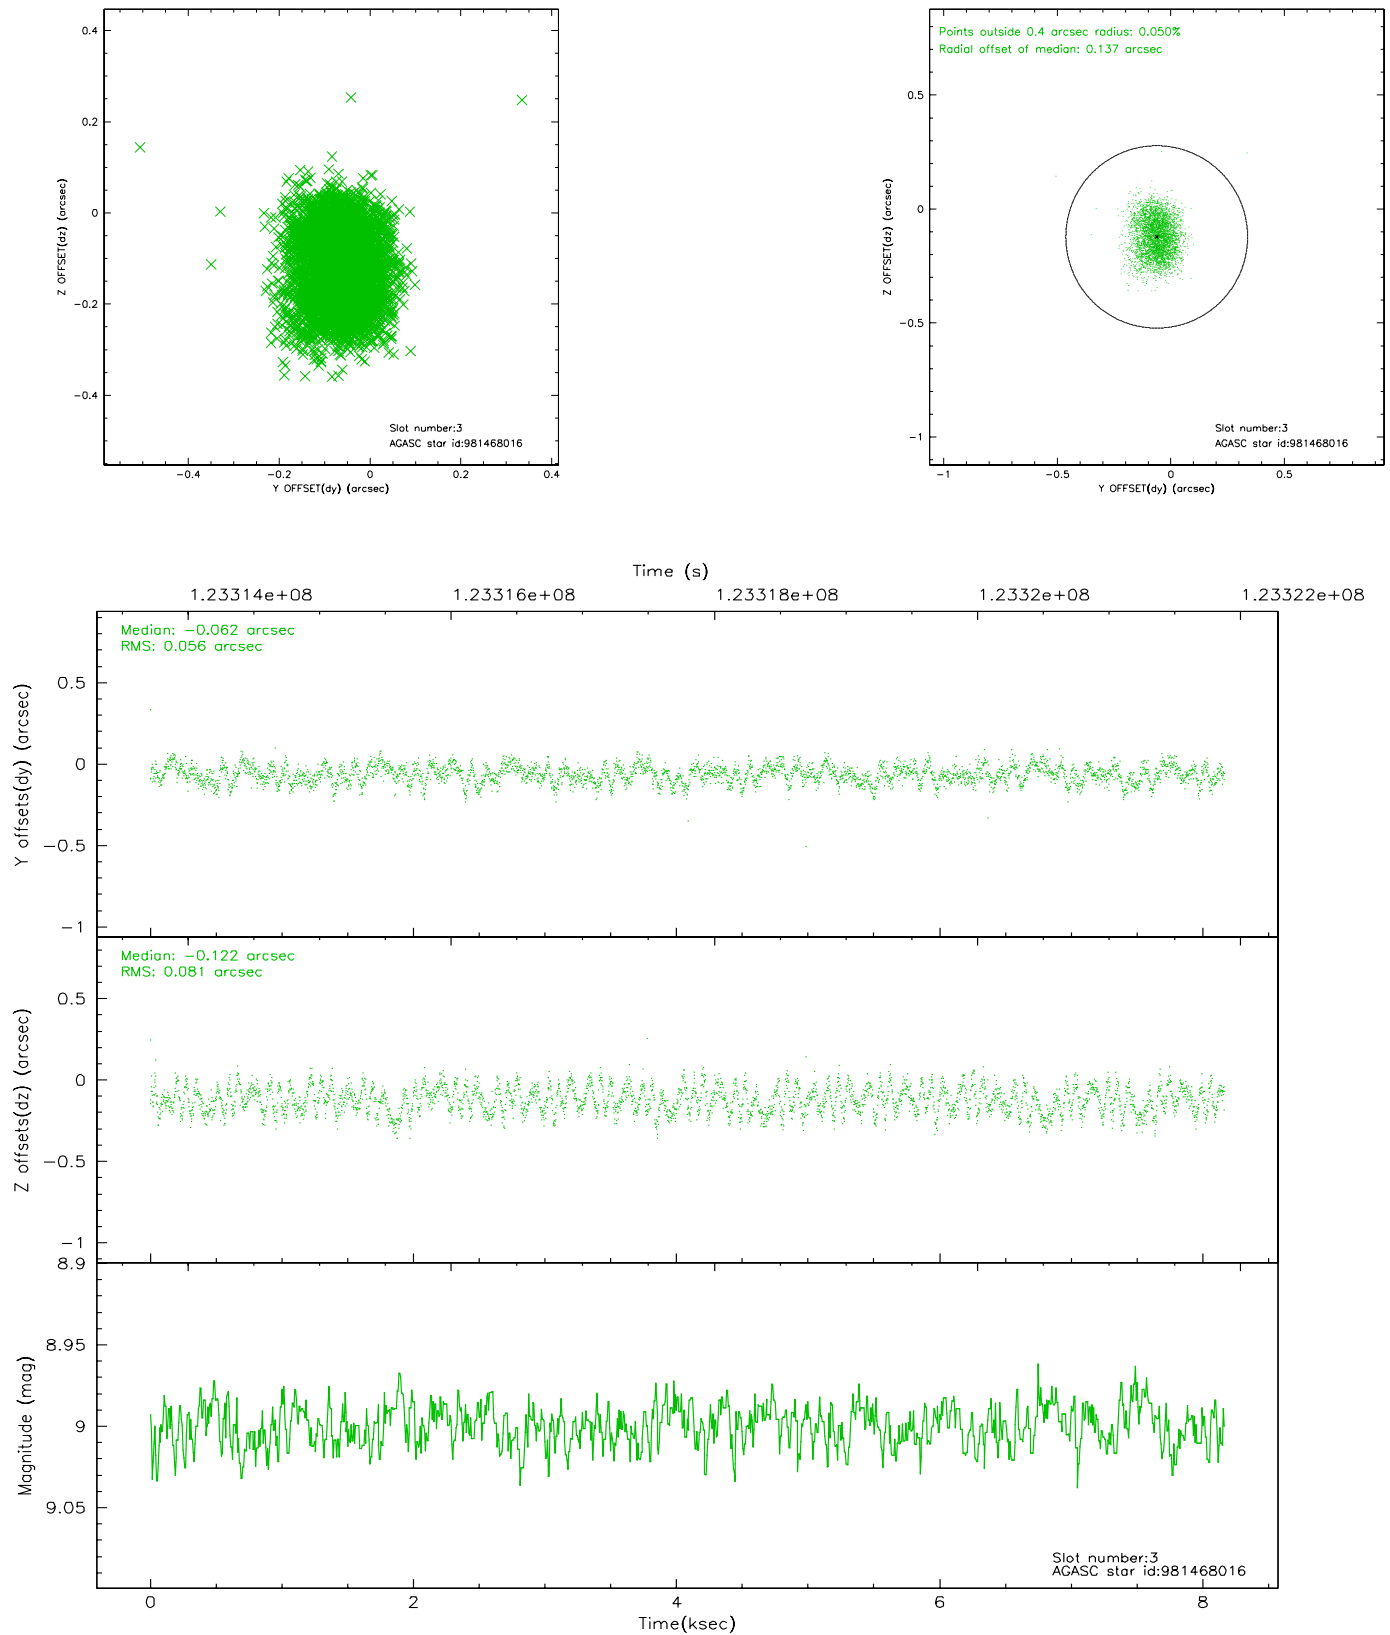 0.4
0.2
0
−0.2
−0.4
Z OFFSET(dz) (arcsec)
−0.4
−0.2
0
0.2
0.4
Y OFFSET(dy) (arcsec)
Slot number:3
AGASC star id:981468016
Points outside 0.4 arcsec radius: 0.050%
Radial offset of median: 0.137 arcsec
0.5
0
−0.5
−1
Z OFFSET(dz) (arcsec)
−1
−0.5
0
0.5
Y OFFSET(dy) (arcsec)
Slot number:3
AGASC star id:981468016
Time (s)
1.23314e+08
1.23316e+08
1.23318e+08
1.2332e+08
1.23322e+08
Median: −0.062 arcsec
RMS: 0.056 arcsec
0.5
0
−0.5
−1
Y offsets(dy) (arcsec)
Median: −0.122 arcsec
RMS: 0.081 arcsec
0.5
0
−0.5
−1
Z offsets(dz) (arcsec)
8.9
8.95
9
9.05
Magnitude (mag)
Slot number:3
AGASC star id:981468016
0
2
4
6
8
Time(ksec)